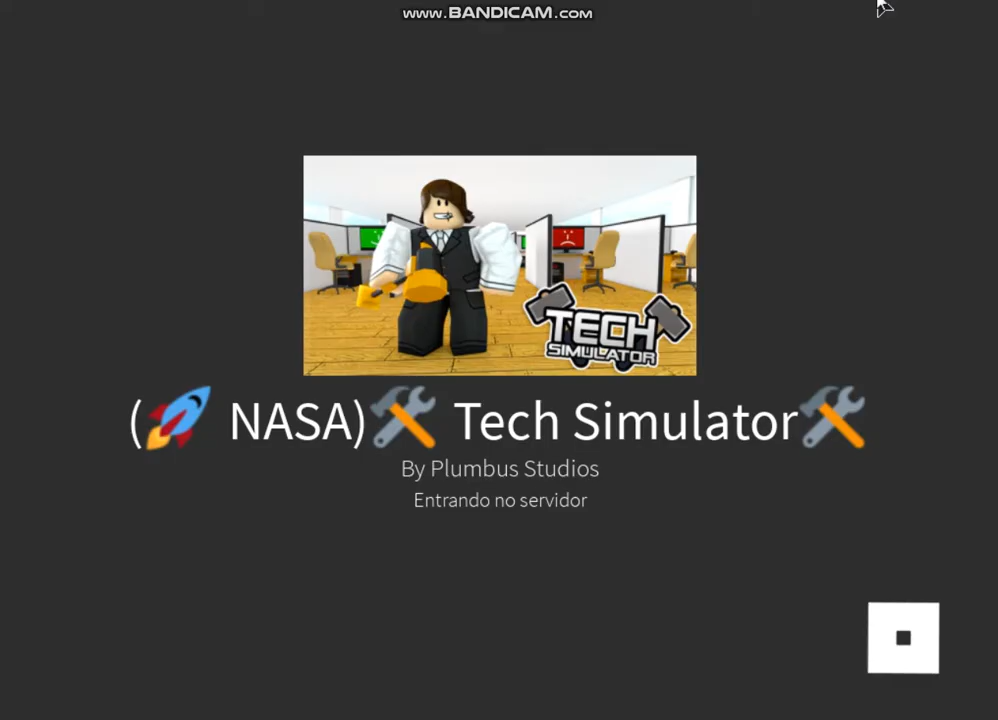 www.BANDICAM.com
TECH
SIMULATOR
(🚀 NASA)🛠 Tech Simulator🛠
By Plumbus Studios
Entrando no servidor